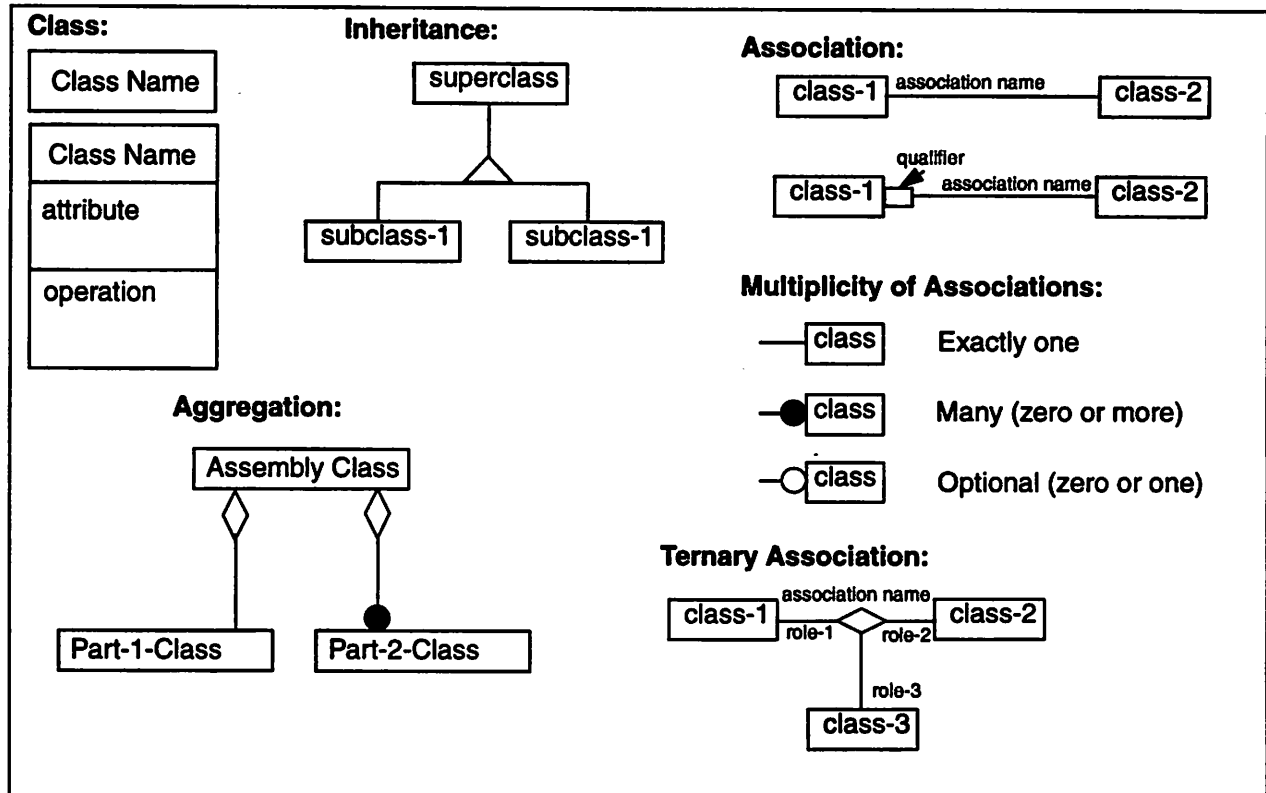 Class:
Class Name
Class Name
attribute
operation
Inheritance:
superclass
subclass-1 subclass-1
Association:
class-1 association name class-2
qualifier
class-1 association name class-2
Multiplicity of Associations:
class Exactly one
class Many (zero or more)
class Optional (zero or one)
Aggregation:
Assembly Class
Part-1-Class Part-2-Class
Ternary Association:
association name
class-1 class-2
role-1 role-2
role-3
class-3